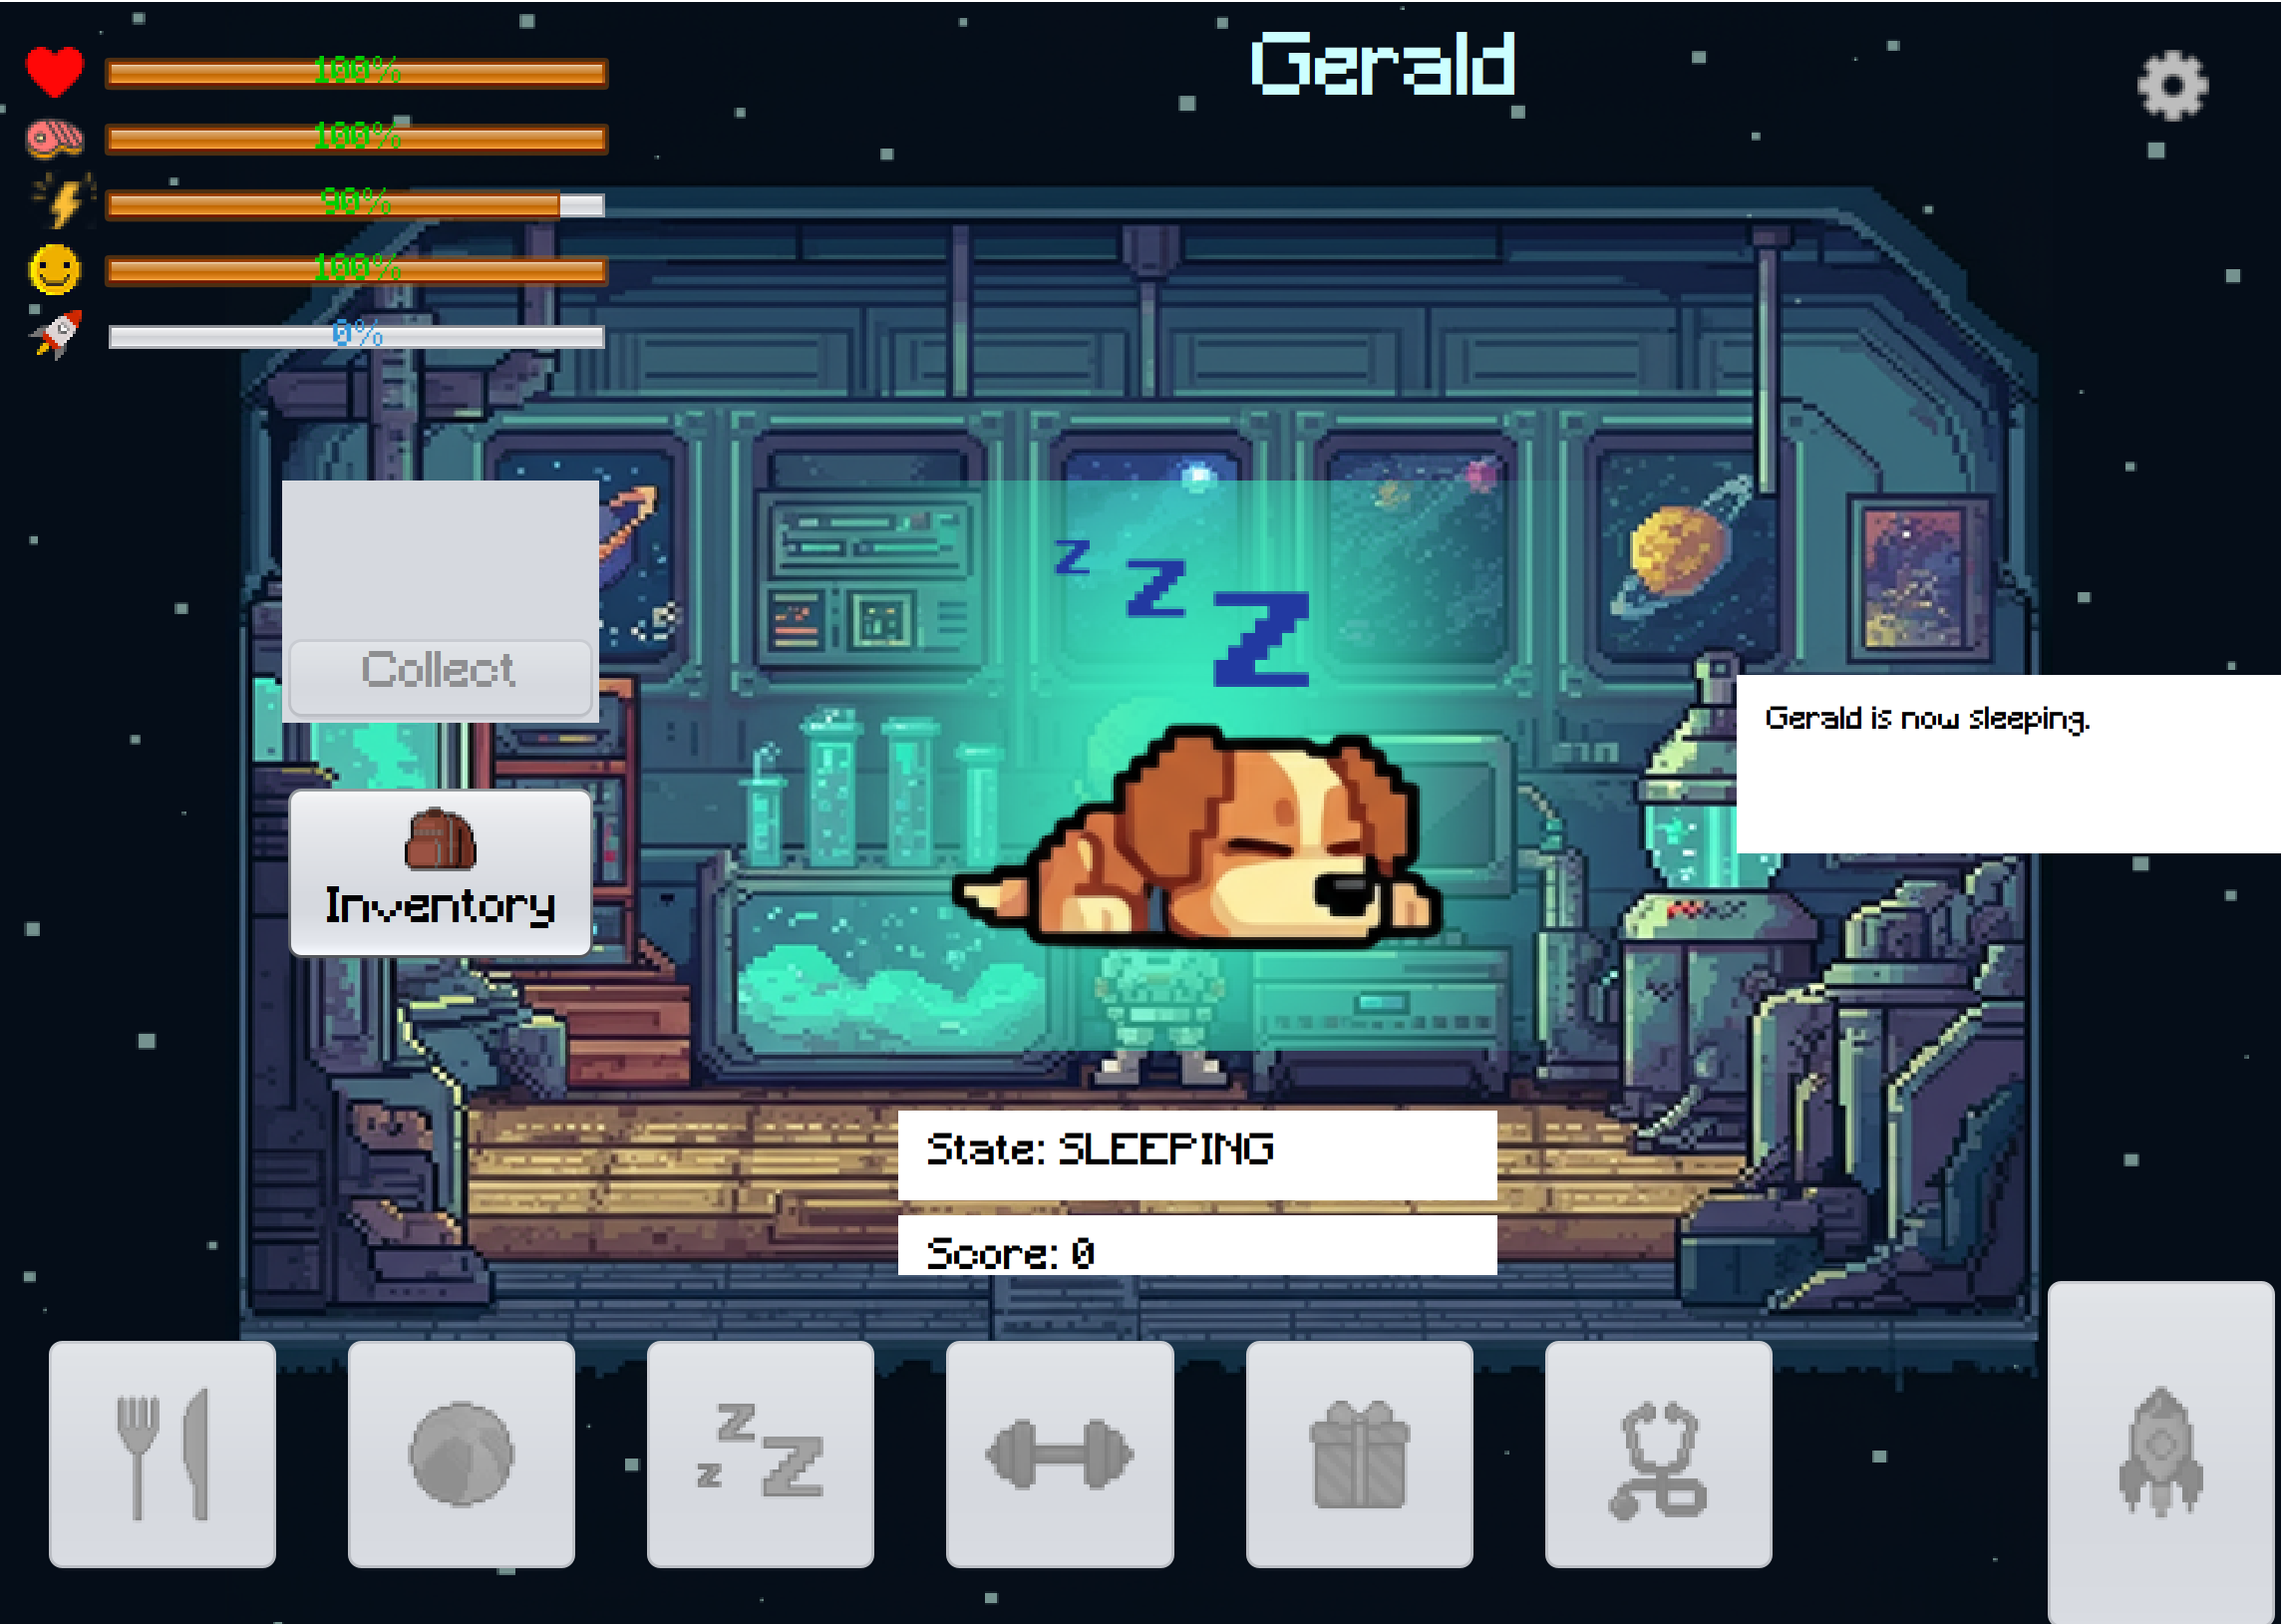 Gerald
100%
100%
90%
100%
0%
z z Z
Collect
Gerald is now sleeping.
Inventory
State: SLEEPING
Score: 0
z
z Z